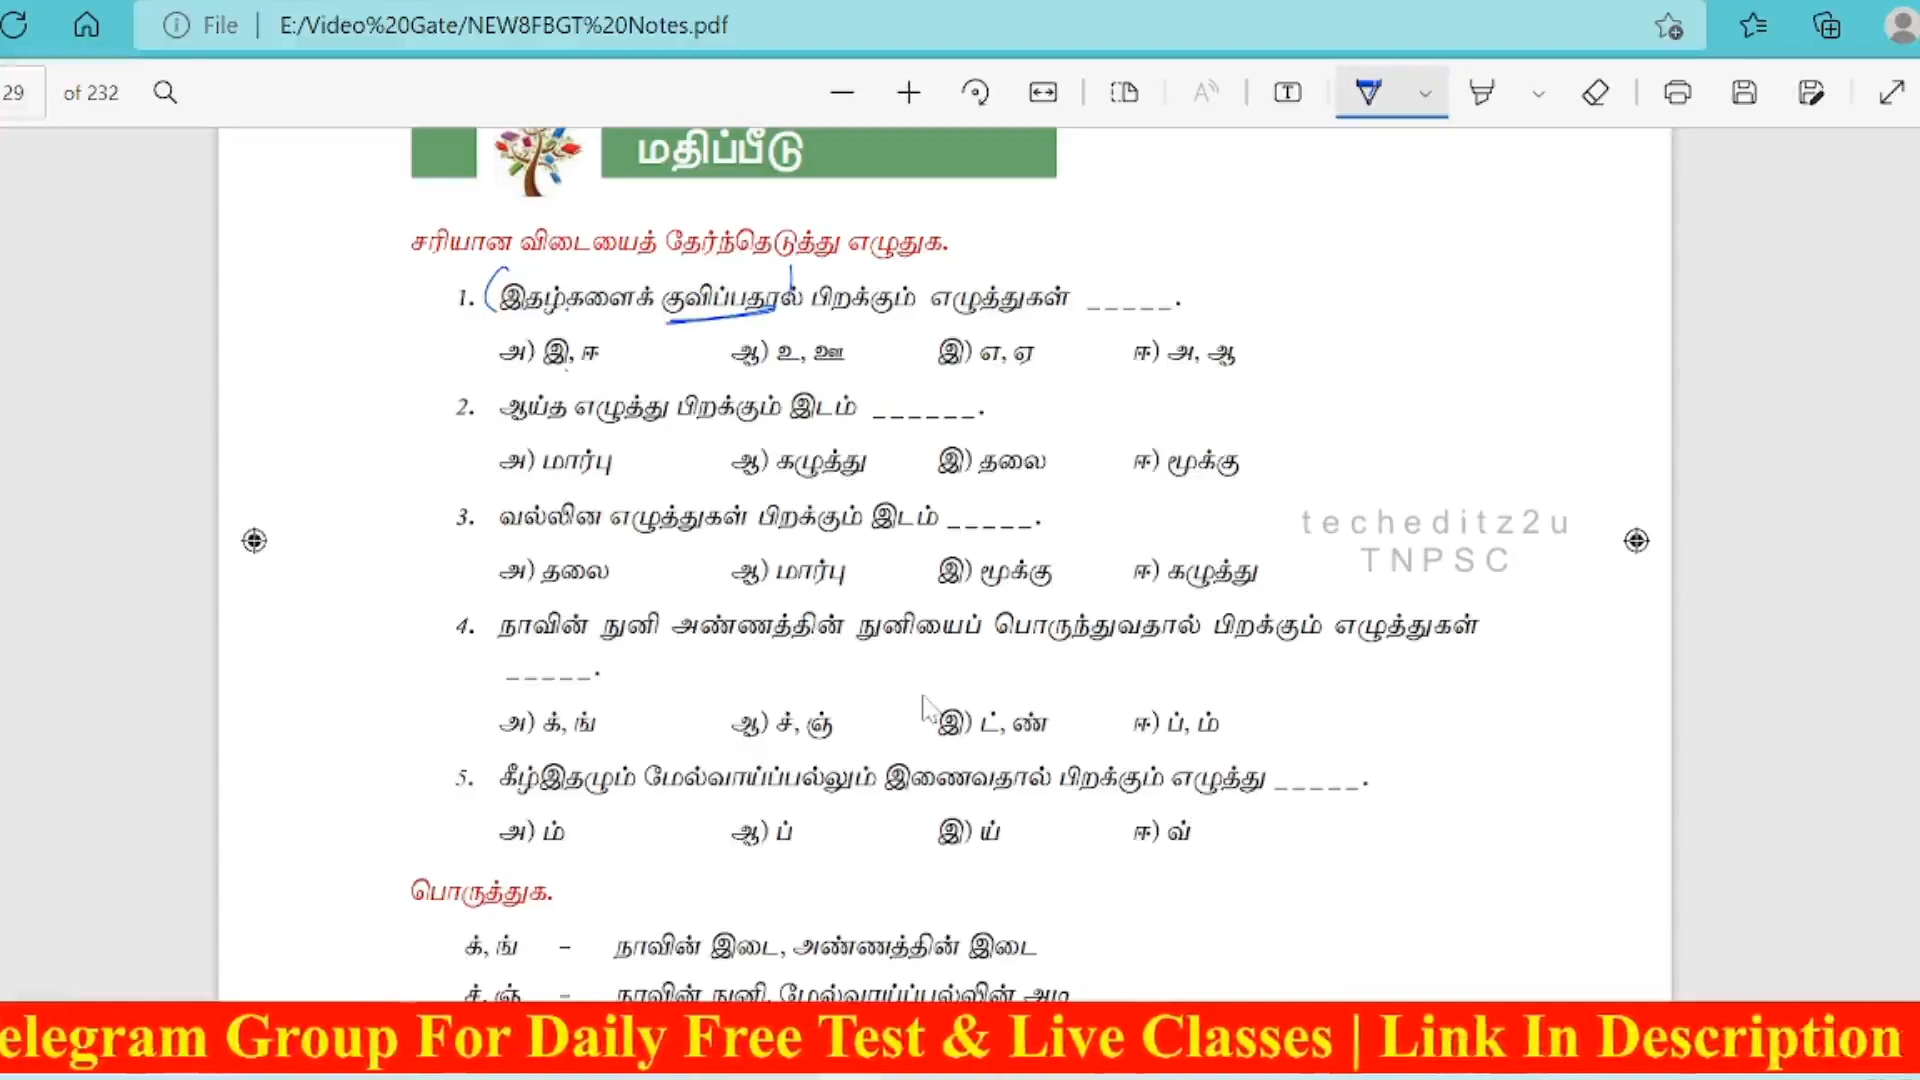 File | E:/Video%20Gate/NEW8FBGT%20Notes.pdf
29 of 232
மதிப்பீடு
சரியான விடையைத் தேர்ந்தெடுத்து எழுதுக.
1. இதழ்களைக் குவிப்பதால் பிறக்கும் எழுத்துகள் _____.
அ) இ, ஈ ஆ) உ, ஊ இ) எ, ஏ ஈ) அ, ஆ
2. ஆய்த எழுத்து பிறக்கும் இடம் ______.
அ) மார்பு ஆ) கழுத்து இ) தலை ஈ) மூக்கு
3. வல்லின எழுத்துகள் பிறக்கும் இடம் _____.
அ) தலை ஆ) மார்பு இ) மூக்கு ஈ) கழுத்து
techeditz2u
TNPSC
4. நாவின் நுனி அண்ணத்தின் நுனியைப் பொருந்துவதால் பிறக்கும் எழுத்துகள்
_____.
அ) க், ங் ஆ) ச், ஞ் இ) ட், ண் ஈ) ப், ம்
5. கீழ்இதழும் மேல்வாய்ப்பல்லும் இணைவதால் பிறக்கும் எழுத்து _____.
அ) ம் ஆ) ப் இ) ய் ஈ) வ்
பொருத்துக.
க், ங் – நாவின் இடை, அண்ணத்தின் இடை
ச், ஞ் – நாவின் நுனி, மேல்வாய்ப்பல்லின் அடி
elegram Group For Daily Free Test & Live Classes | Link In Description